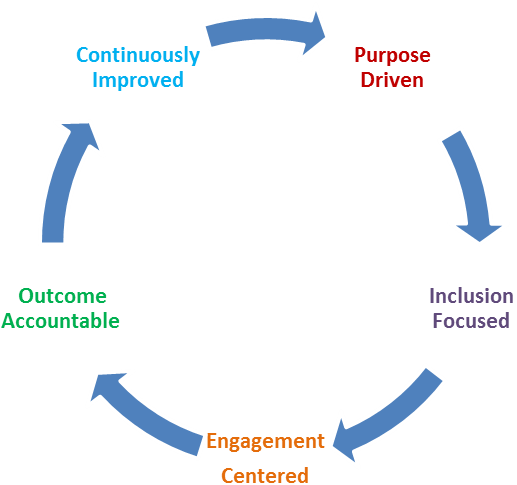 Continuously
Improved
Purpose
Driven
Inclusion
Focused
Engagement
Centered
Outcome
Accountable